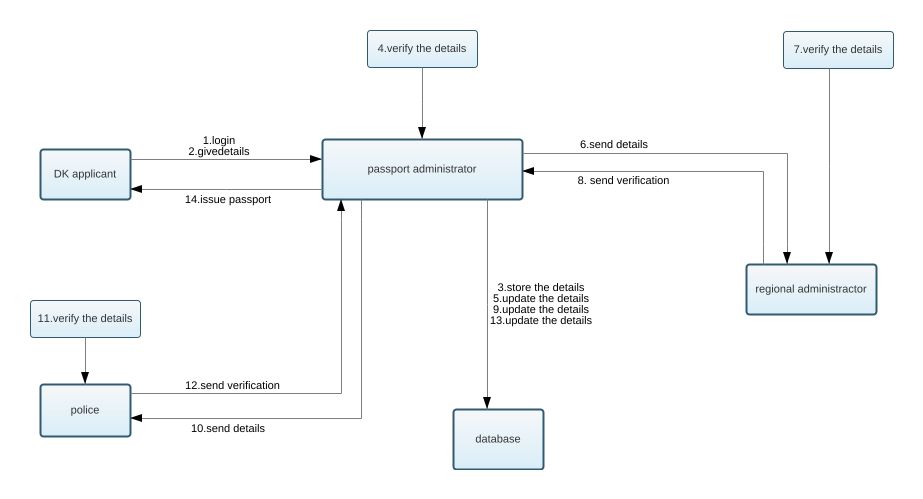 4.verify the details
7.verify the details
1.login
2.givedetails
6.send details
DK applicant
passport administrator
8. send verification
14.issue passport
3.store the details
5.update the details
9.update the details
13.update the details
regional administractor
11.verify the details
12.send verification
police
10.send details
database